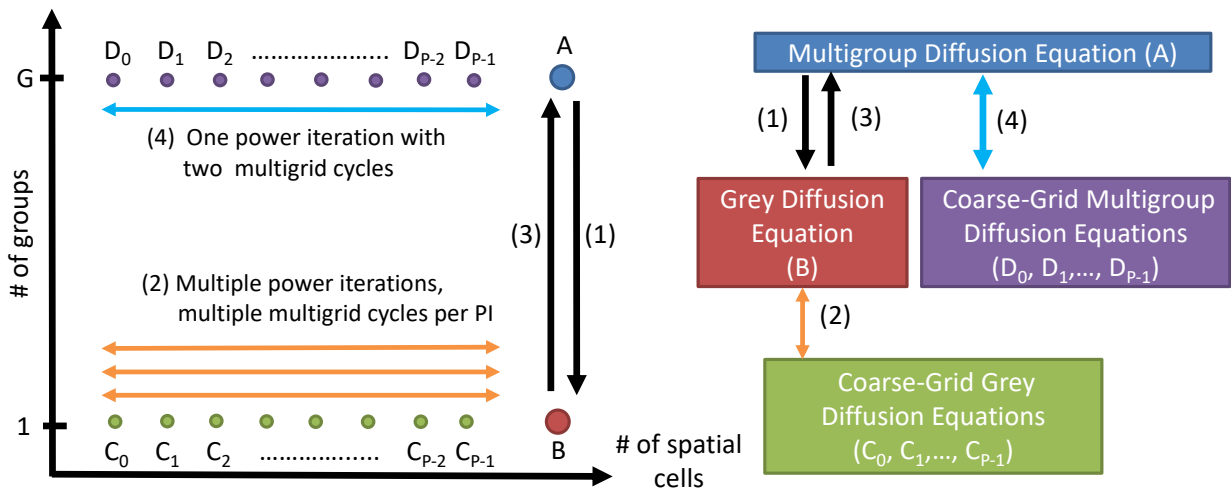 # of groups
G
1
D0 D1 D2 ........................ DP-2 DP-1
A
(4) One power iteration with
two multigrid cycles
(3)
(1)
(2) Multiple power iterations,
multiple multigrid cycles per PI
C0 C1 C2 .................... CP-2 CP-1
B
# of spatial
cells
Multigroup Diffusion Equation (A)
(1)
(3)
(4)
Grey Diffusion
Equation
(B)
Coarse-Grid Multigroup
Diffusion Equations
(D0, D1,..., DP-1)
(2)
Coarse-Grid Grey
Diffusion Equations
(C0, C1,..., CP-1)